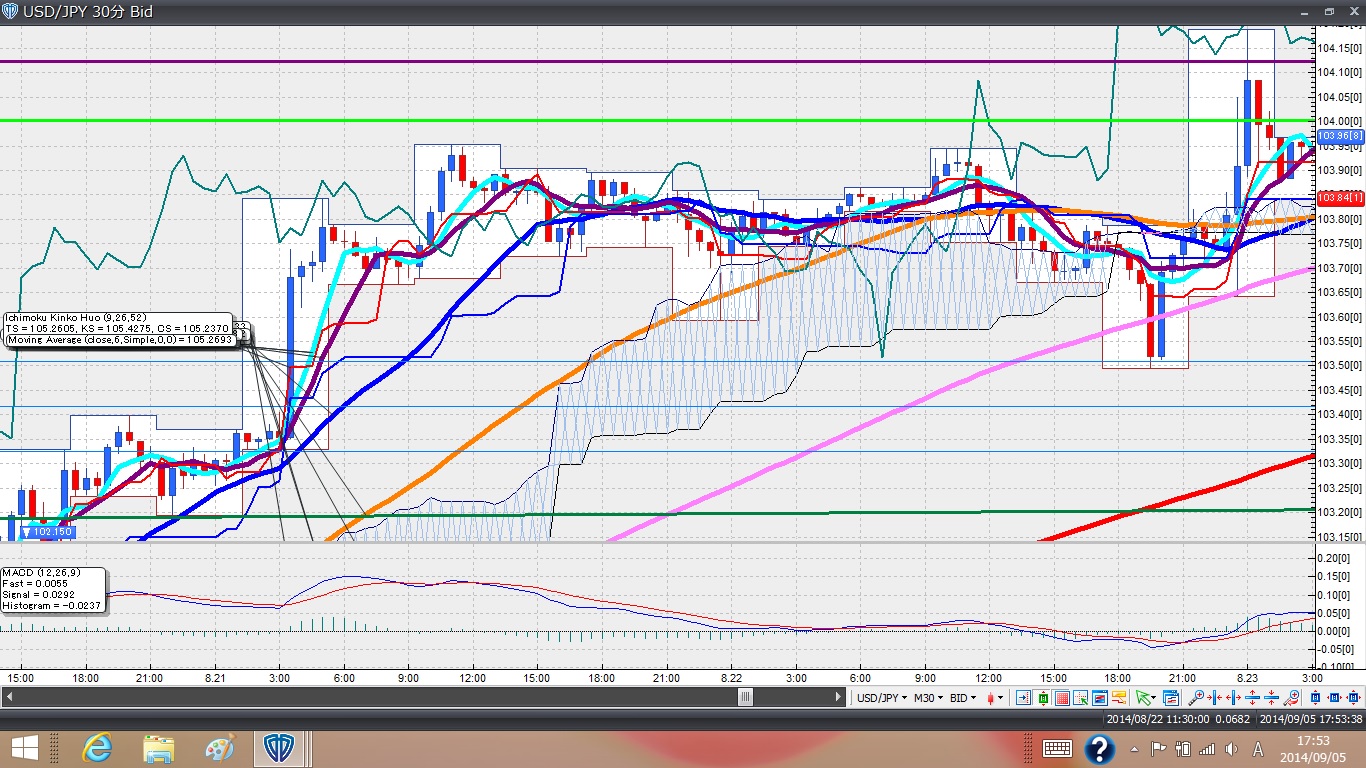 USD/JPY 30分 Bid
104.15[0]
104.10[0]
104.05[0]
104.00[0]
103.96[8]
103.95[0]
103.90[0]
103.84[1]
103.80[0]
103.75[0]
103.70[0]
103.65[0]
103.60[0]
103.55[0]
103.50[0]
103.45[0]
103.40[0]
103.35[0]
103.30[0]
103.25[0]
103.20[0]
103.15[0]
Ichimoku Kinko Huo (9,26,52)
TS = 105.2605, KS = 105.4275, CS = 105.2370
(Moving Average (close,6,Simple,0,0) = 105.2693
▼102.150
MACD (12,26,9)
Fast = 0.0055
Signal = 0.0292
Histogram = -0.0237
0.20[0]
0.15[0]
0.10[0]
0.05[0]
0.00[0]
-0.05[0]
-0.10[0]
15:00 18:00 21:00 8.21 3:00 6:00 9:00 12:00 15:00 18:00 21:00 8.22 3:00 6:00 9:00 12:00 15:00 18:00 21:00 8.23 3:00
USD/JPY M30 BID
2014/08/22 11:30:00 0.0682 2014/09/05 17:53:38
A
17:53
2014/09/05